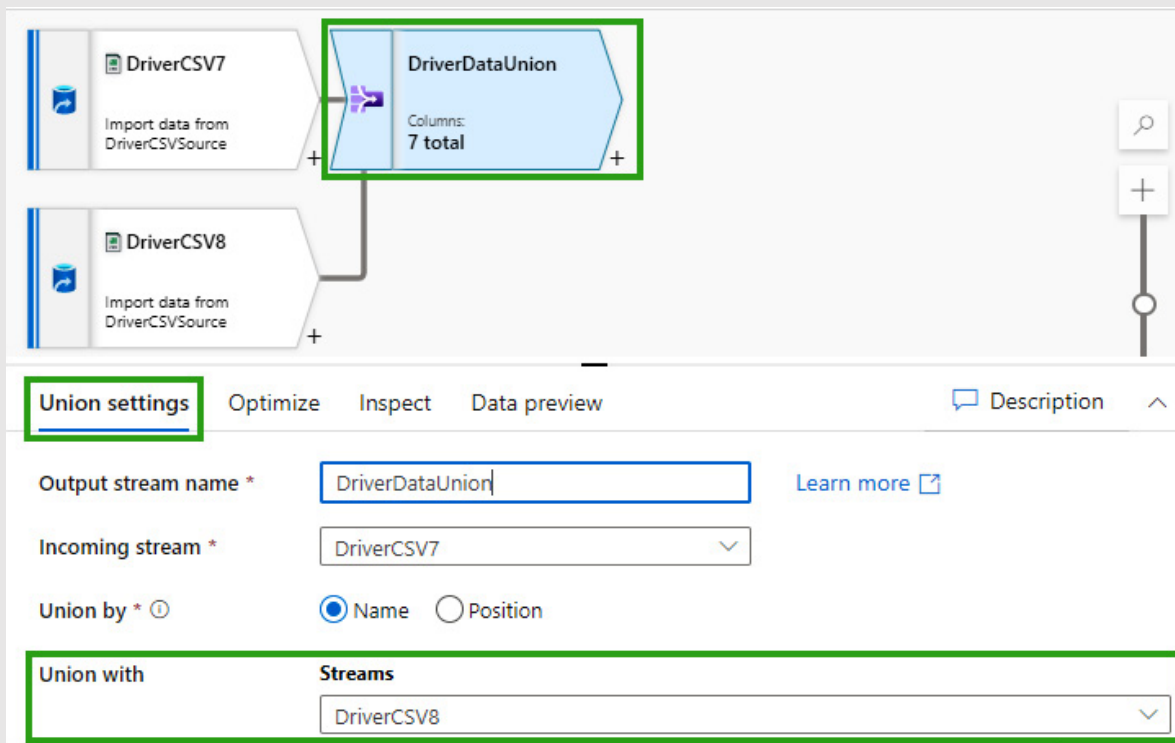 DriverCSV7
Import data from
DriverCSVSource
+
DriverDataUnion
Columns:
7 total
+
DriverCSV8
Import data from
DriverCSVSource
+
Union settings
Optimize
Inspect
Data preview
Description
Output stream name *
DriverDataUnion
Learn more
Incoming stream *
DriverCSV7
Union by *
Name
Position
Union with
Streams
DriverCSV8